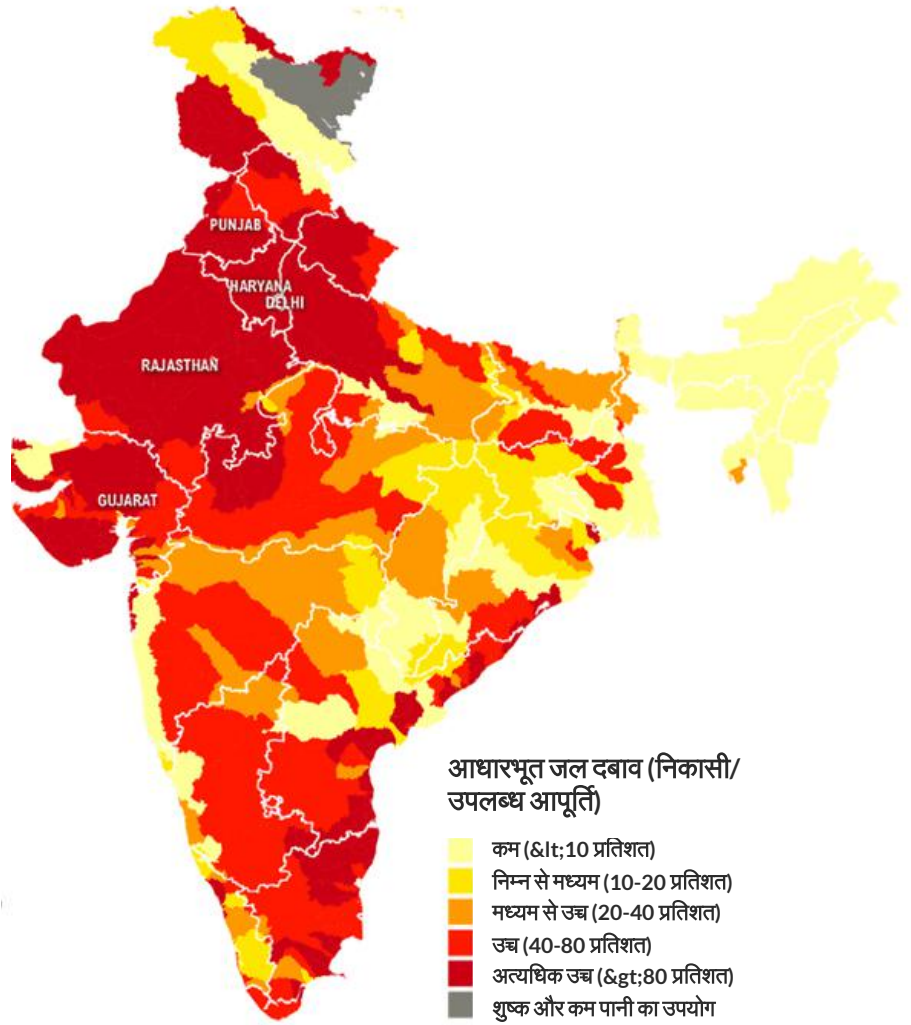 PUNJAB
HARYANA
DELHI
RAJASTHAN
GUJARAT
आधारभूत जल दबाव (निकासी/
उपलब्ध आपूर्ति)
कम (&lt;10 प्रतिशत)
निम्न से मध्यम (10-20 प्रतिशत)
मध्यम से उच्च (20-40 प्रतिशत)
उच्च (40-80 प्रतिशत)
अत्यधिक उच्च (&gt;80 प्रतिशत)
शुष्क और कम पानी का उपयोग